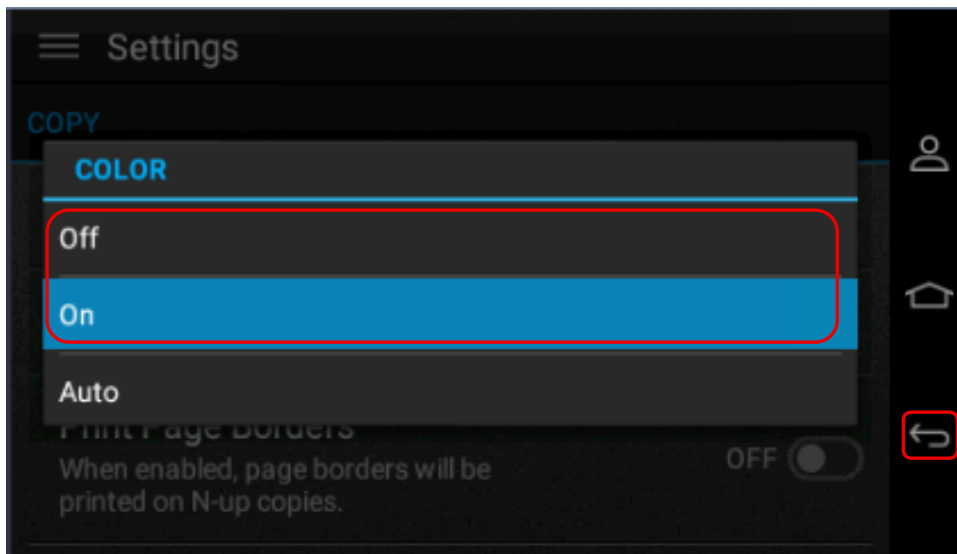 Settings
COPY
COLOR
Off
On
Auto
Print Page Borders
OFF
When enabled, page borders will be
printed on N-up copies.